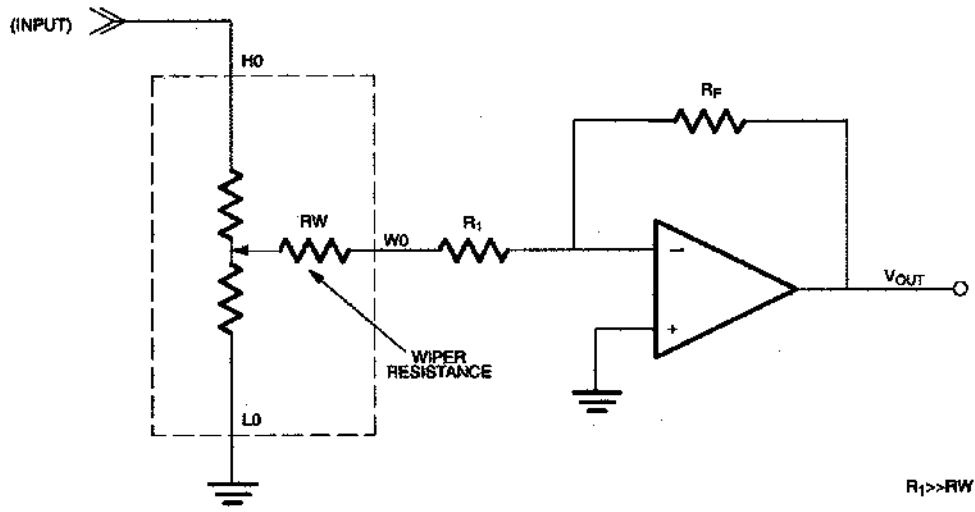 (INPUT)
H0
RF
RW
W0
R1
−
+
VOUT
WIPER
RESISTANCE
L0
R1>>RW